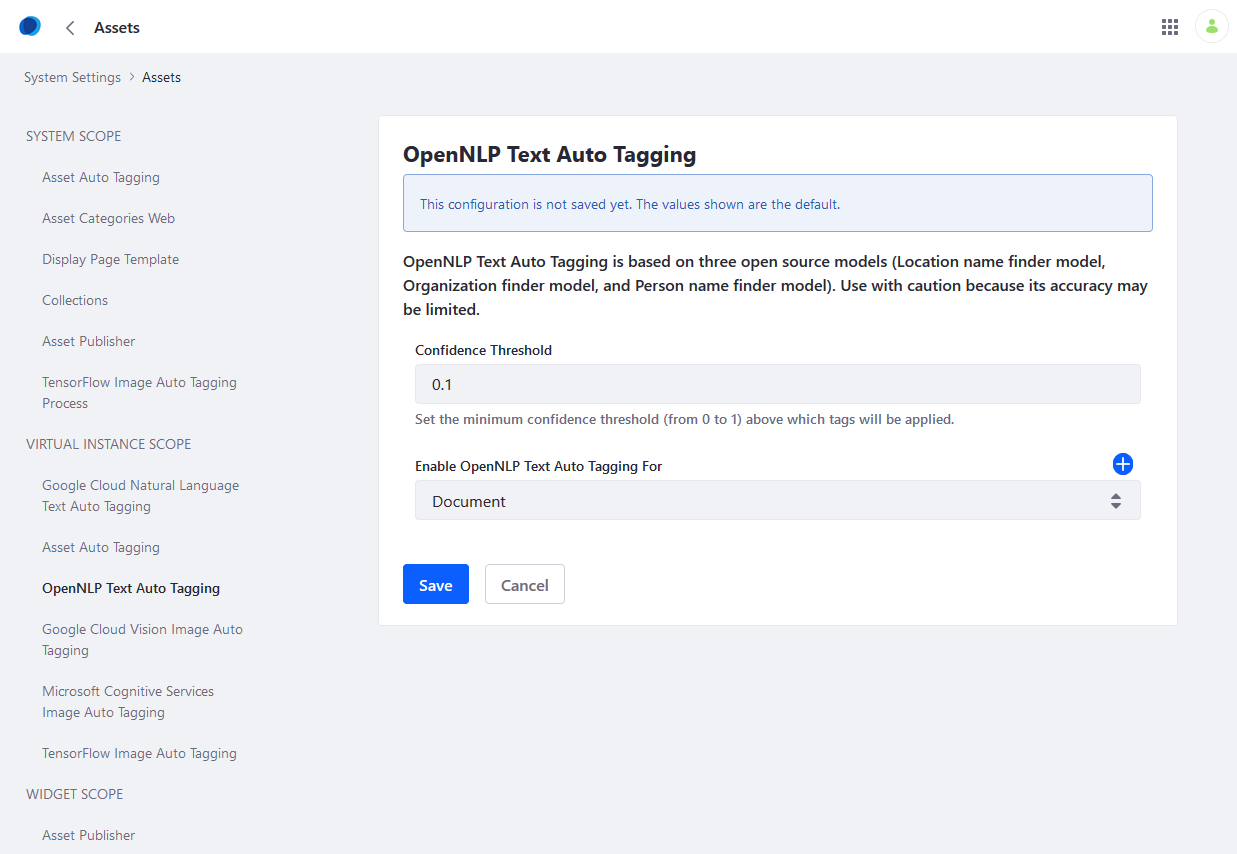 Assets
System Settings > Assets
SYSTEM SCOPE
Asset Auto Tagging
Asset Categories Web
Display Page Template
Collections
Asset Publisher
TensorFlow Image Auto Tagging
Process
VIRTUAL INSTANCE SCOPE
Google Cloud Natural Language
Text Auto Tagging
Asset Auto Tagging
OpenNLP Text Auto Tagging
Google Cloud Vision Image Auto
Tagging
Microsoft Cognitive Services
Image Auto Tagging
TensorFlow Image Auto Tagging
WIDGET SCOPE
Asset Publisher
OpenNLP Text Auto Tagging
This configuration is not saved yet. The values shown are the default.
OpenNLP Text Auto Tagging is based on three open source models (Location name finder model,
Organization finder model, and Person name finder model). Use with caution because its accuracy may
be limited.
Confidence Threshold
0.1
Set the minimum confidence threshold (from 0 to 1) above which tags will be applied.
Enable OpenNLP Text Auto Tagging For
Document
Save Cancel